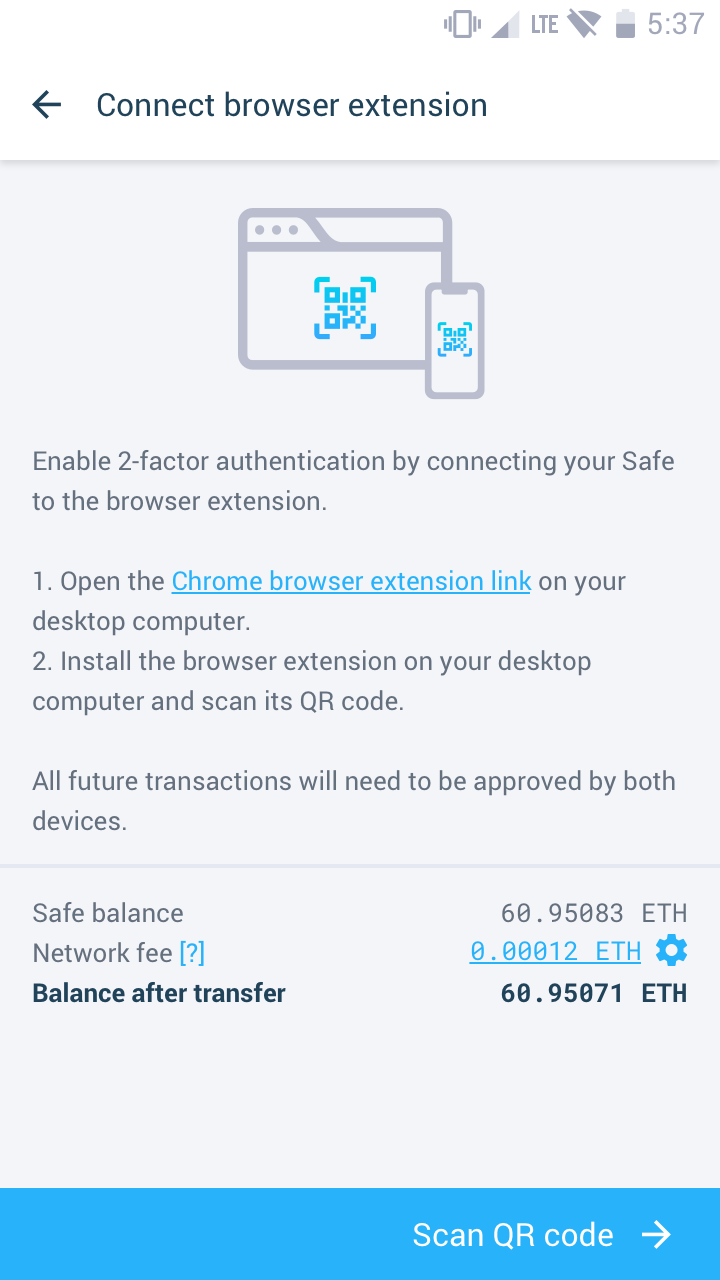 LTE 5:37
Connect browser extension
Enable 2-factor authentication by connecting your Safe
to the browser extension.
1. Open the Chrome browser extension link on your
desktop computer.
2. Install the browser extension on your desktop
computer and scan its QR code.
All future transactions will need to be approved by both
devices.
Safe balance 60.95083 ETH
Network fee [?] 0.00012 ETH
Balance after transfer 60.95071 ETH
Scan QR code